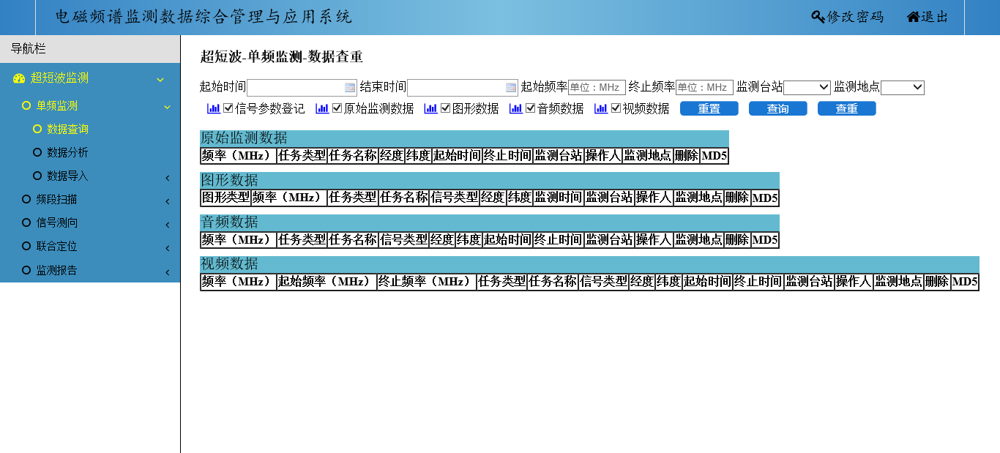 电磁频谱监测数据综合管理与应用系统 修改密码 退出
导航栏
超短波监测
单频监测
数据查询
数据分析
数据导入
频段扫描
信号测向
联合定位
监测报告
超短波-单频监测-数据查重
起始时间 结束时间 起始频率 单位：MHz 终止频率 单位：MHz 监测台站 监测地点
信号参数登记 原始监测数据 图形数据 音频数据 视频数据 重置 查询 查重
原始监测数据
频率（MHz） 任务类型 任务名称 经度 纬度 起始时间 终止时间 监测台站 操作人 监测地点 删除 MD5
图形数据
图形类型 频率（MHz） 任务类型 任务名称 信号类型 经度 纬度 监测时间 监测台站 操作人 监测地点 删除 MD5
音频数据
频率（MHz） 任务类型 任务名称 信号类型 经度 纬度 起始时间 终止时间 监测台站 操作人 监测地点 删除 MD5
视频数据
频率（MHz） 起始频率（MHz） 终止频率（MHz） 任务类型 任务名称 信号类型 经度 纬度 起始时间 终止时间 监测台站 操作人 监测地点 删除 MD5